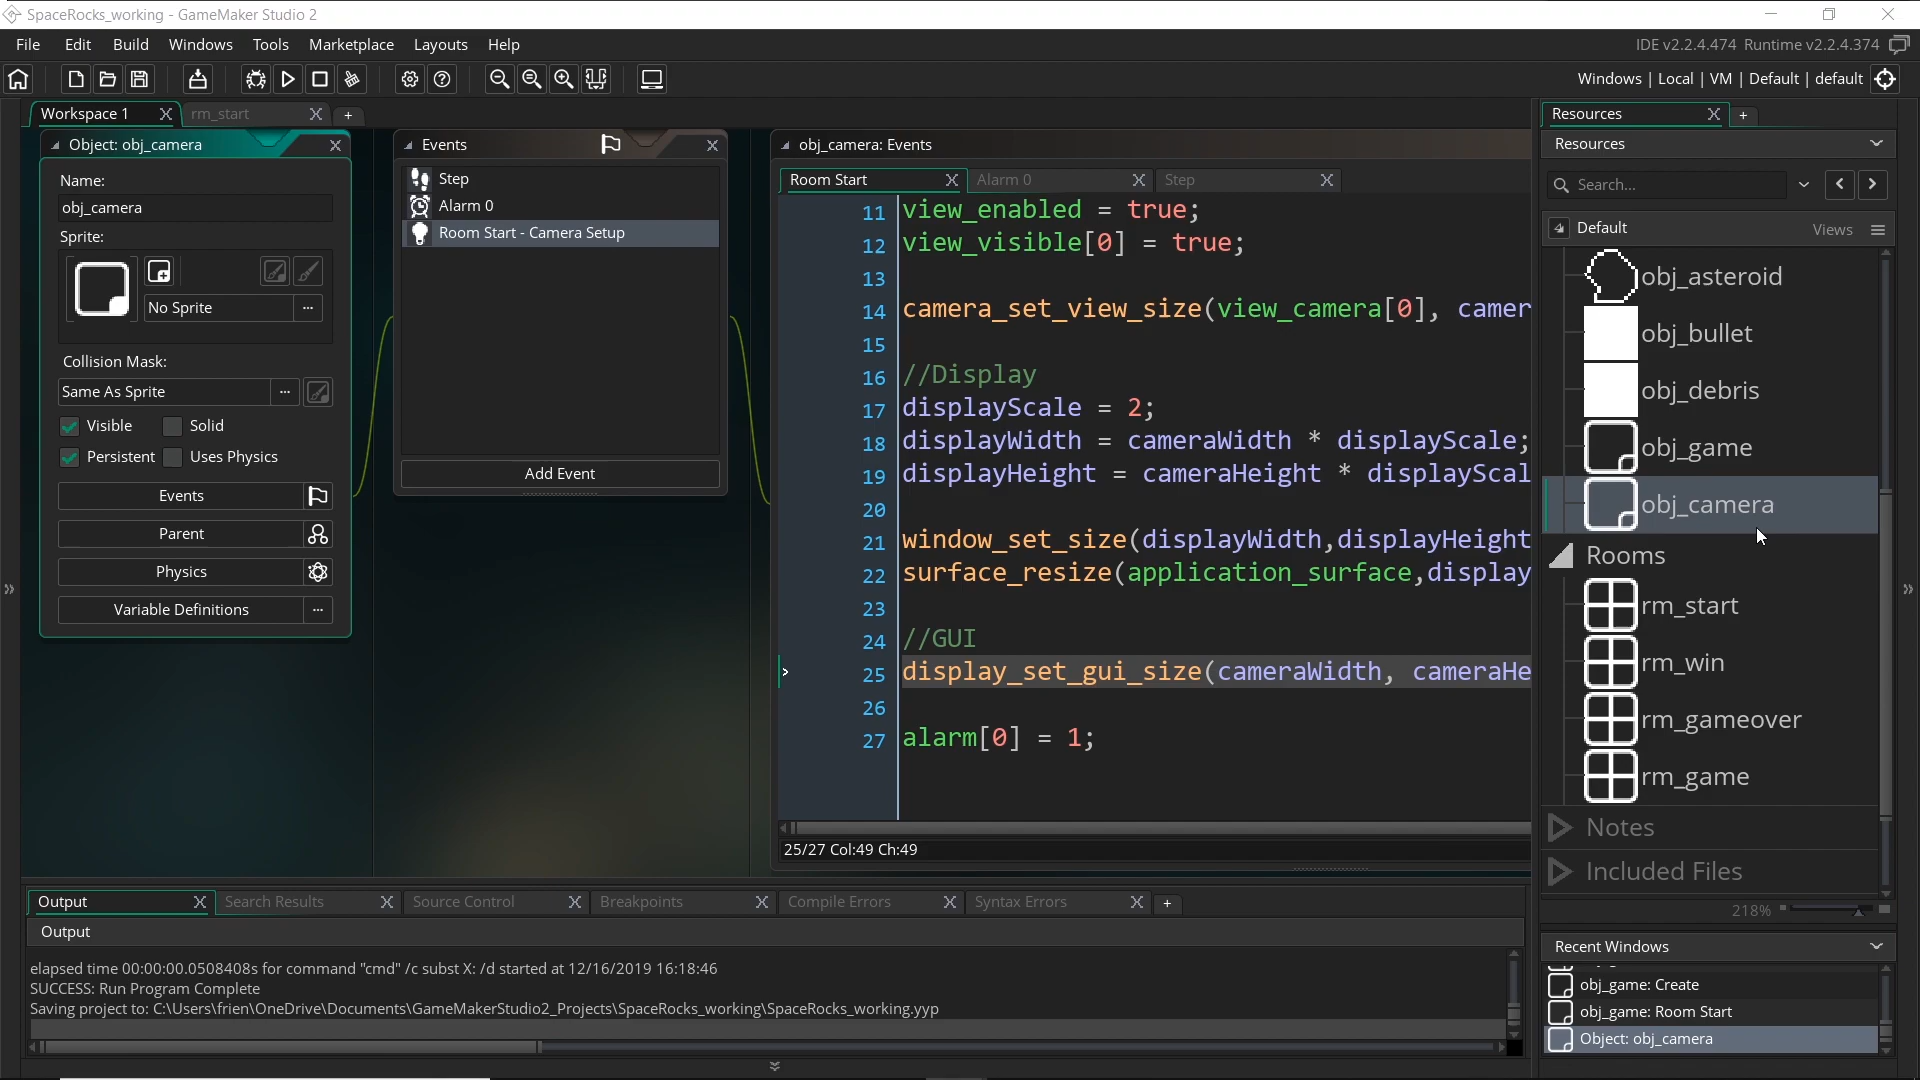 SpaceRocks_working - GameMaker Studio 2
File Edit Build Windows Tools Marketplace Layouts Help
IDE v2.2.4.474 Runtime v2.2.4.374
Windows | Local | VM | Default | default
Workspace 1
rm_start
+
Object: obj_camera
Name:
obj_camera
Sprite:
No Sprite
...
Collision Mask:
Same As Sprite
...
Visible
Solid
Persistent
Uses Physics
Events
Parent
Physics
Variable Definitions
...
Events
Step
Alarm 0
Room Start - Camera Setup
Add Event
obj_camera: Events
Room Start
Alarm 0
Step
11 view_enabled = true;
12 view_visible[0] = true;
13
14 camera_set_view_size(view_camera[0], camer
15
16 //Display
17 displayScale = 2;
18 displayWidth = cameraWidth * displayScale;
19 displayHeight = cameraHeight * displayScal
20
21 window_set_size(displayWidth,displayHeight
22 surface_resize(application_surface,display
23
24 //GUI
25 display_set_gui_size(cameraWidth, cameraHe
26
27 alarm[0] = 1;
25/27 Col:49 Ch:49
Resources
+
Resources
Search...
Default
Views
obj_asteroid
obj_bullet
obj_debris
obj_game
obj_camera
Rooms
rm_start
rm_win
rm_gameover
rm_game
Notes
Included Files
218%
Recent Windows
obj_game: Create
obj_game: Room Start
Object: obj_camera
Output
Search Results
Source Control
Breakpoints
Compile Errors
Syntax Errors
+
Output
elapsed time 00:00:00.0508408s for command "cmd" /c subst X: /d started at 12/16/2019 16:18:46
SUCCESS: Run Program Complete
Saving project to: C:\Users\frien\OneDrive\Documents\GameMakerStudio2_Projects\SpaceRocks_working\SpaceRocks_working.yyp